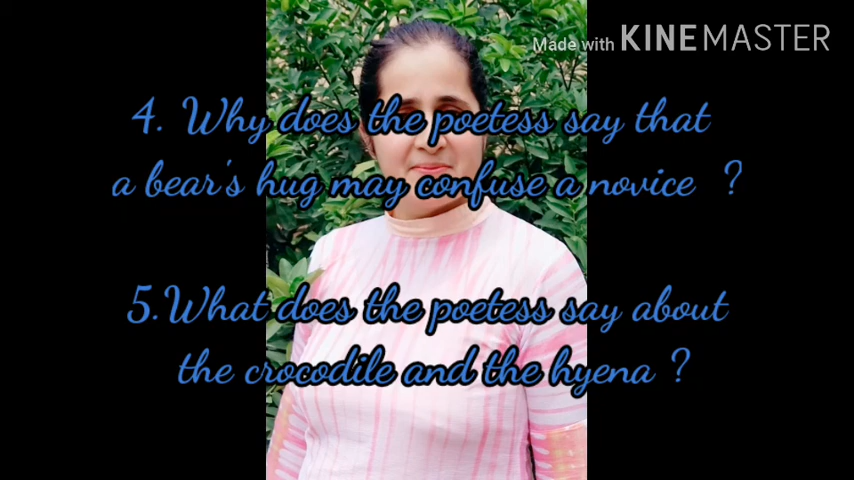 Made with KINEMASTER
4. Why does the poetess say that
a bear's hug may confuse a novice ?
5.What does the poetess say about
the crocodile and the hyena ?